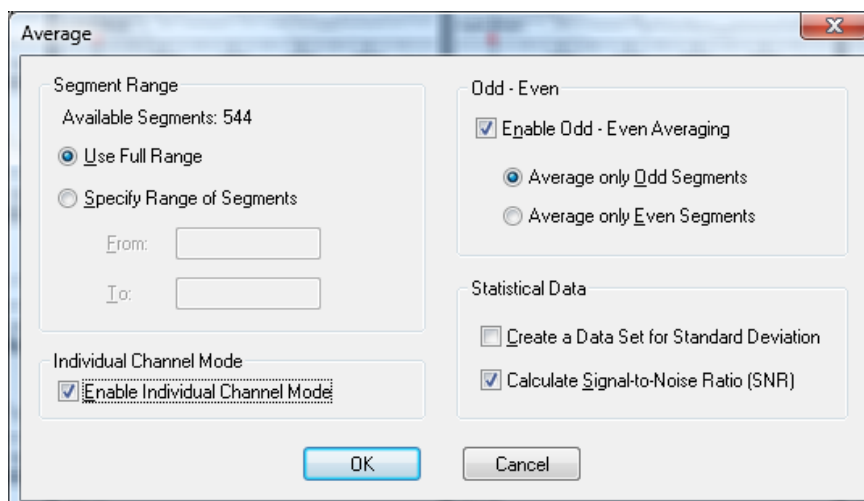 Average
Segment Range
Available Segments: 544
Use Full Range
Specify Range of Segments
From:
To:
Individual Channel Mode
Enable Individual Channel Mode
Odd - Even
Enable Odd - Even Averaging
Average only Odd Segments
Average only Even Segments
Statistical Data
Create a Data Set for Standard Deviation
Calculate Signal-to-Noise Ratio (SNR)
OK
Cancel